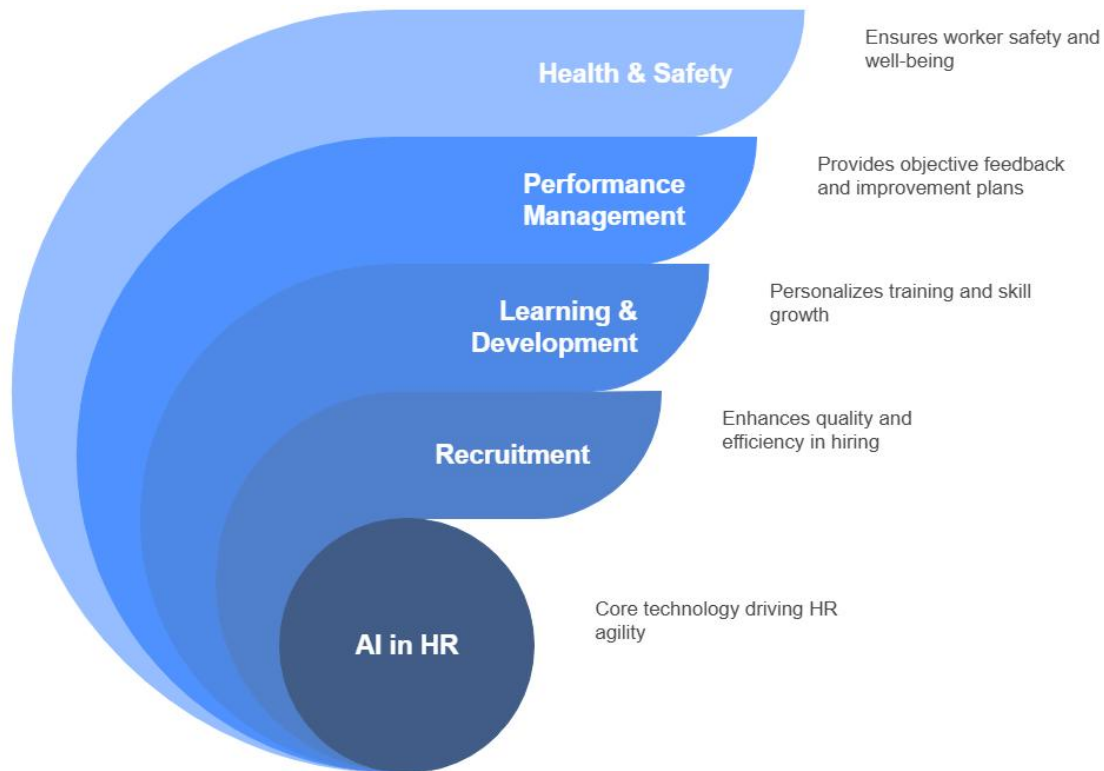 Health & Safety
Ensures worker safety and
well-being
Performance
Management
Provides objective feedback
and improvement plans
Learning &
Development
Personalizes training and skill
growth
Recruitment
Enhances quality and
efficiency in hiring
AI in HR
Core technology driving HR
agility